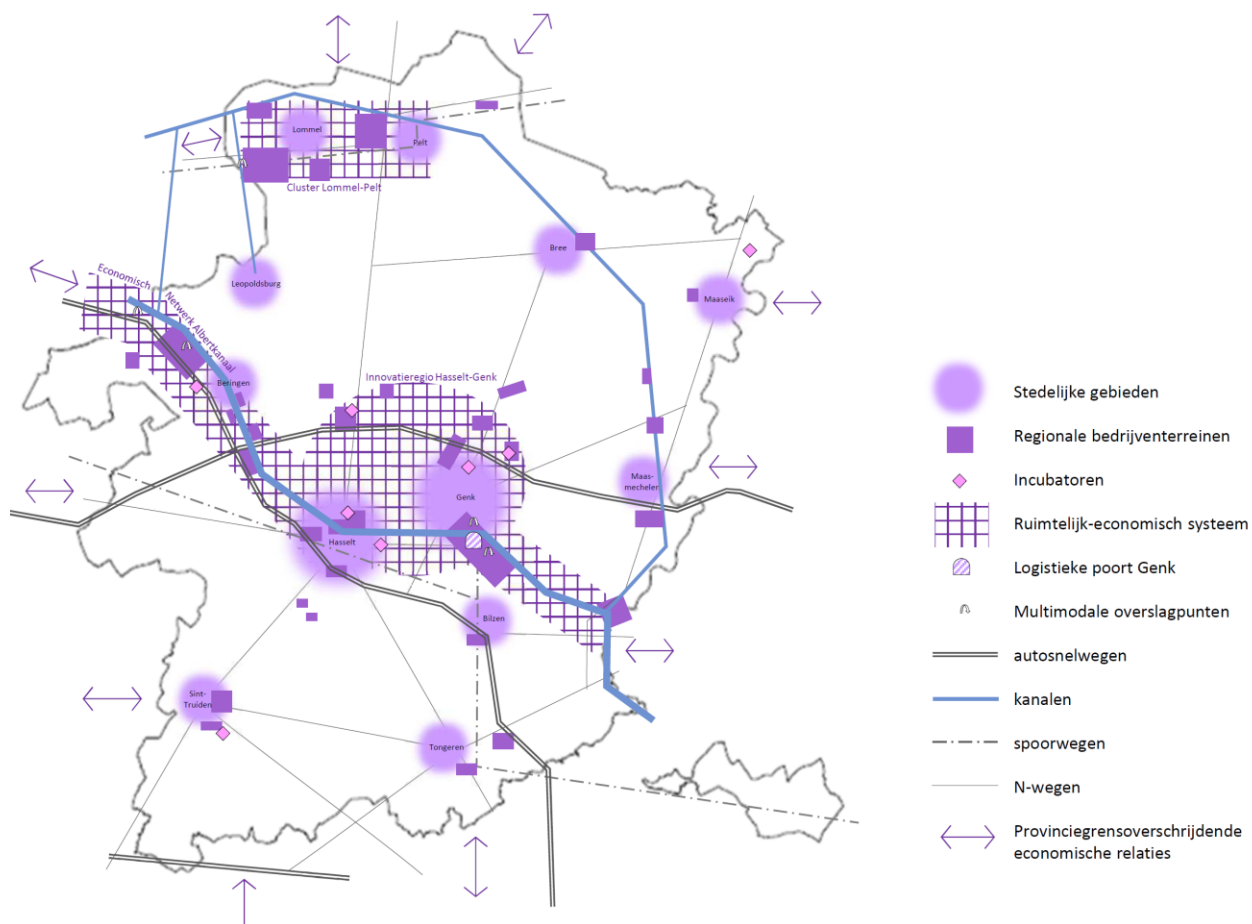 Lommel
Pelt
Cluster Lommel-Pelt
Bree
Leopoldsburg
Maaseik
Economisch
Netwerk Albertkanaal
Beringen
Innovatieregio Hasselt-Genk
Maas-
mechelen
Genk
Hasselt
Bilzen
Sint-
Truiden
Tongeren
Stedelijke gebieden
Regionale bedrijventerreinen
Incubatoren
Ruimtelijk-economisch systeem
Logistieke poort Genk
Multimodale overslagpunten
autosnelwegen
kanalen
spoorwegen
N-wegen
Provinciegrensoverschrijdende
economische relaties